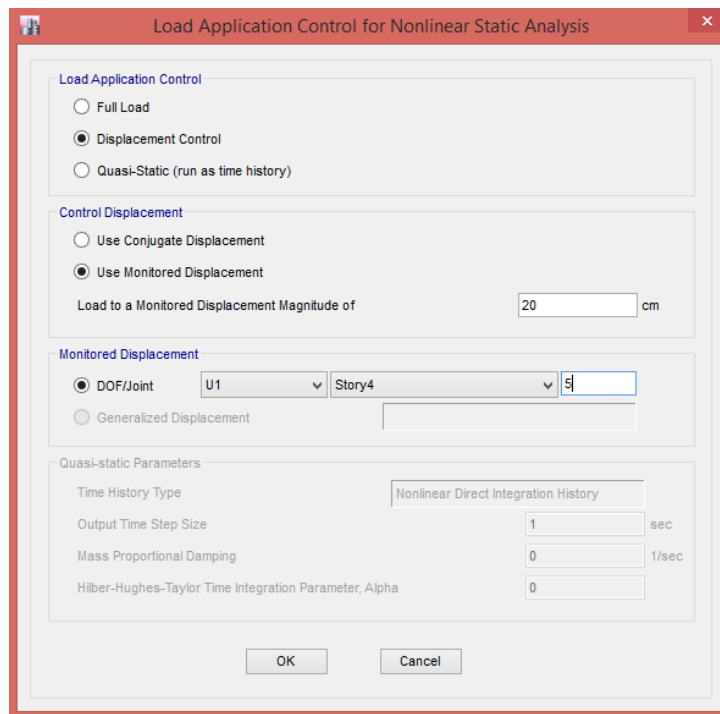 Load Application Control for Nonlinear Static Analysis
Load Application Control
Full Load
Displacement Control
Quasi-Static (run as time history)
Control Displacement
Use Conjugate Displacement
Use Monitored Displacement
Load to a Monitored Displacement Magnitude of 20 cm
Monitored Displacement
DOF/Joint U1 Story4 5
Generalized Displacement
Quasi-static Parameters
Time History Type Nonlinear Direct Integration History
Output Time Step Size 1 sec
Mass Proportional Damping 0 1/sec
Hilber-Hughes-Taylor Time Integration Parameter, Alpha 0
OK Cancel